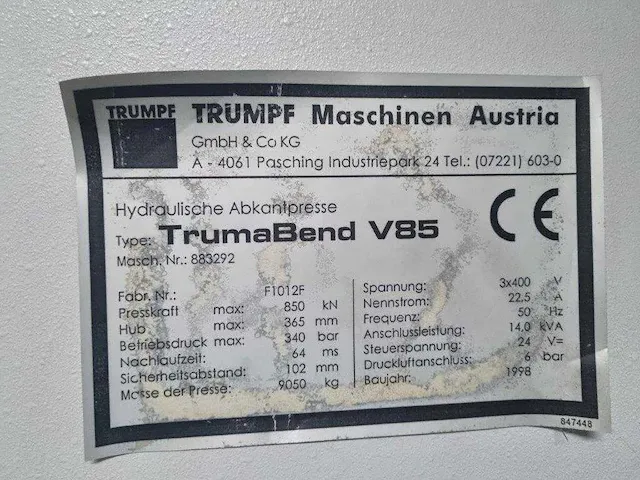 TRUMPF TRUMPF Maschinen Austria
GmbH & Co KG
A - 4061 Pasching Industriepark 24 Tel.: (07221) 603-0
Hydraulische Abkantpresse
Type: TrumaBend V85 CE
Masch. Nr.: 883292
Fabr. Nr.: F1012F
Presskraft max: 850 kN
Hub max: 365 mm
Betriebsdruck max: 340 bar
Nachlaufzeit: 64 ms
Sicherheitsabstand: 102 mm
Masse der Presse: 9050 kg
Spannung: 3x400 V
Nennstrom: 22,5 A
Frequenz: 50 Hz
Anschlussleistung: 14,0 kVA
Steuerspannung: 24 V=
Druckluftanschluss: 6 bar
Baujahr: 1998
847448